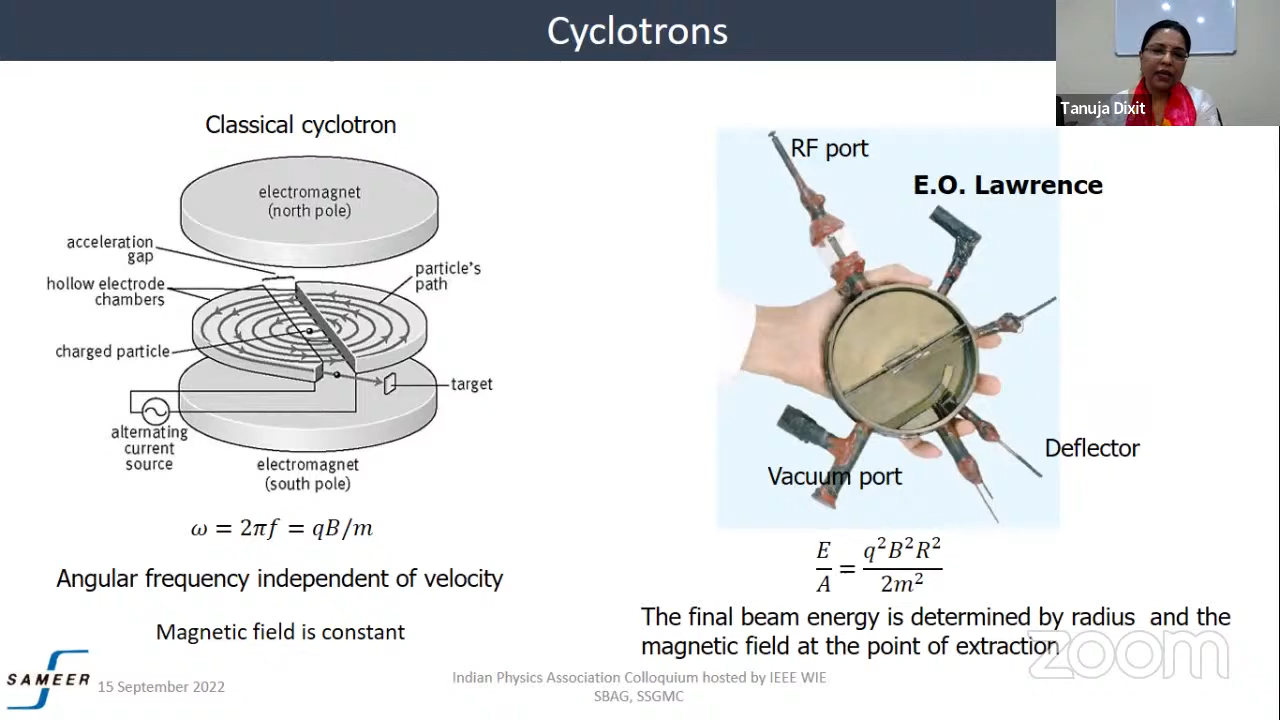 Cyclotrons
Tanuja Dixit
Classical cyclotron
electromagnet
(north pole)
acceleration
gap
hollow electrode
chambers
particle's
path
charged particle
target
alternating
current
source
electromagnet
(south pole)
ω = 2πf = qB/m
Angular frequency independent of velocity
Magnetic field is constant
RF port
E.O. Lawrence
Deflector
Vacuum port
E/A = q²B²R²/2m²
The final beam energy is determined by radius and the
magnetic field at the point of extraction
zoom
SAMEER
15 September 2022
Indian Physics Association Colloquium hosted by IEEE WIE
SBAG, SSGMC